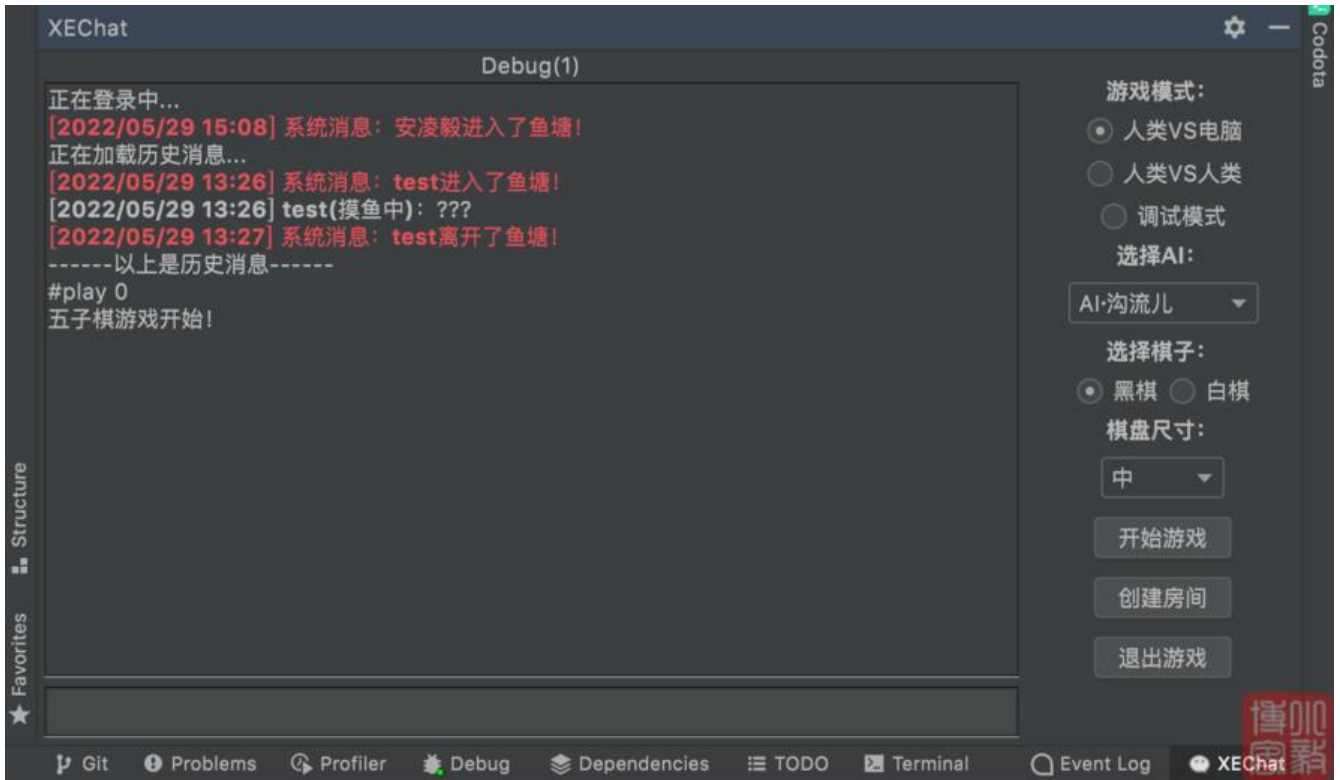 XEChat
Codota
Debug(1)
正在登录中...
[2022/05/29 15:08] 系统消息：安凌毅进入了鱼塘！
正在加载历史消息...
[2022/05/29 13:26] 系统消息：test进入了鱼塘！
[2022/05/29 13:26] test(摸鱼中)：???
[2022/05/29 13:27] 系统消息：test离开了鱼塘！
------以上是历史消息------
#play 0
五子棋游戏开始！
游戏模式：
人类VS电脑
人类VS人类
调试模式
选择AI：
AI·沟流儿
选择棋子：
黑棋 白棋
棋盘尺寸：
中
开始游戏
创建房间
退出游戏
Structure
Favorites
Git Problems Profiler Debug Dependencies TODO Terminal Event Log XEChat